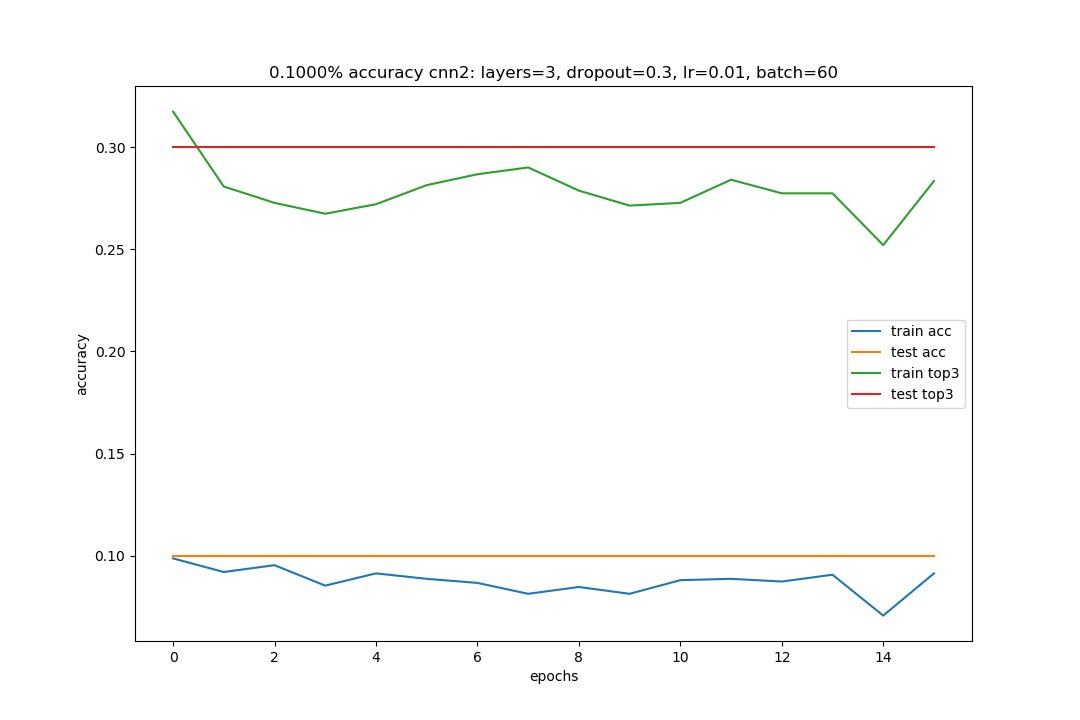 0.1000% accuracy cnn2: layers=3, dropout=0.3, lr=0.01, batch=60
accuracy
0.30
0.25
0.20
0.15
0.10
train acc
test acc
train top3
test top3
0 2 4 6 8 10 12 14
epochs